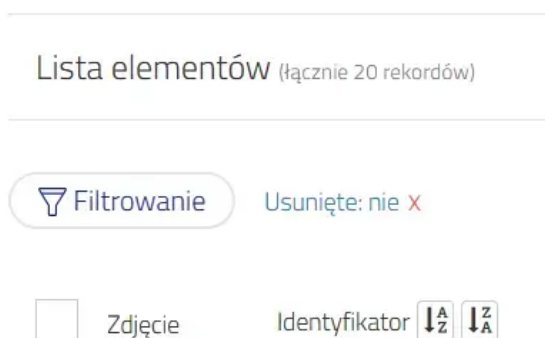 Lista elementów (łącznie 20 rekordów)
Filtrowanie Usunięte: nie x
Zdjęcie Identyfikator A Z Z A